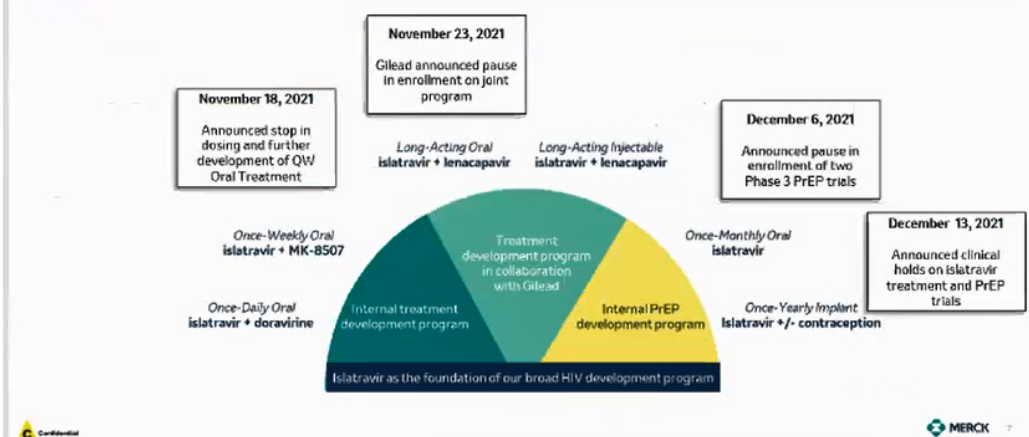 November 23, 2021
Gilead announced pause
in enrollment on joint
program
November 18, 2021
Announced stop in
dosing and further
development of QW
Oral Treatment
December 6, 2021
Announced pause in
enrollment of two
Phase 3 PrEP trials
December 13, 2021
Announced clinical
holds on islatravir
treatment and PrEP
trials
Long-Acting Oral
islatravir + lenacapavir
Long-Acting Injectable
islatravir + lenacapavir
Once-Weekly Oral
islatravir + MK-8507
Once-Daily Oral
islatravir + doravirine
Once-Monthly Oral
islatravir
Once-Yearly Implant
Islatravir +/- contraception
Internal treatment
development program
Treatment
development program
in collaboration
with Gilead
Internal PrEP
development program
Islatravir as the foundation of our broad HIV development program
C Confidential
MERCK 7